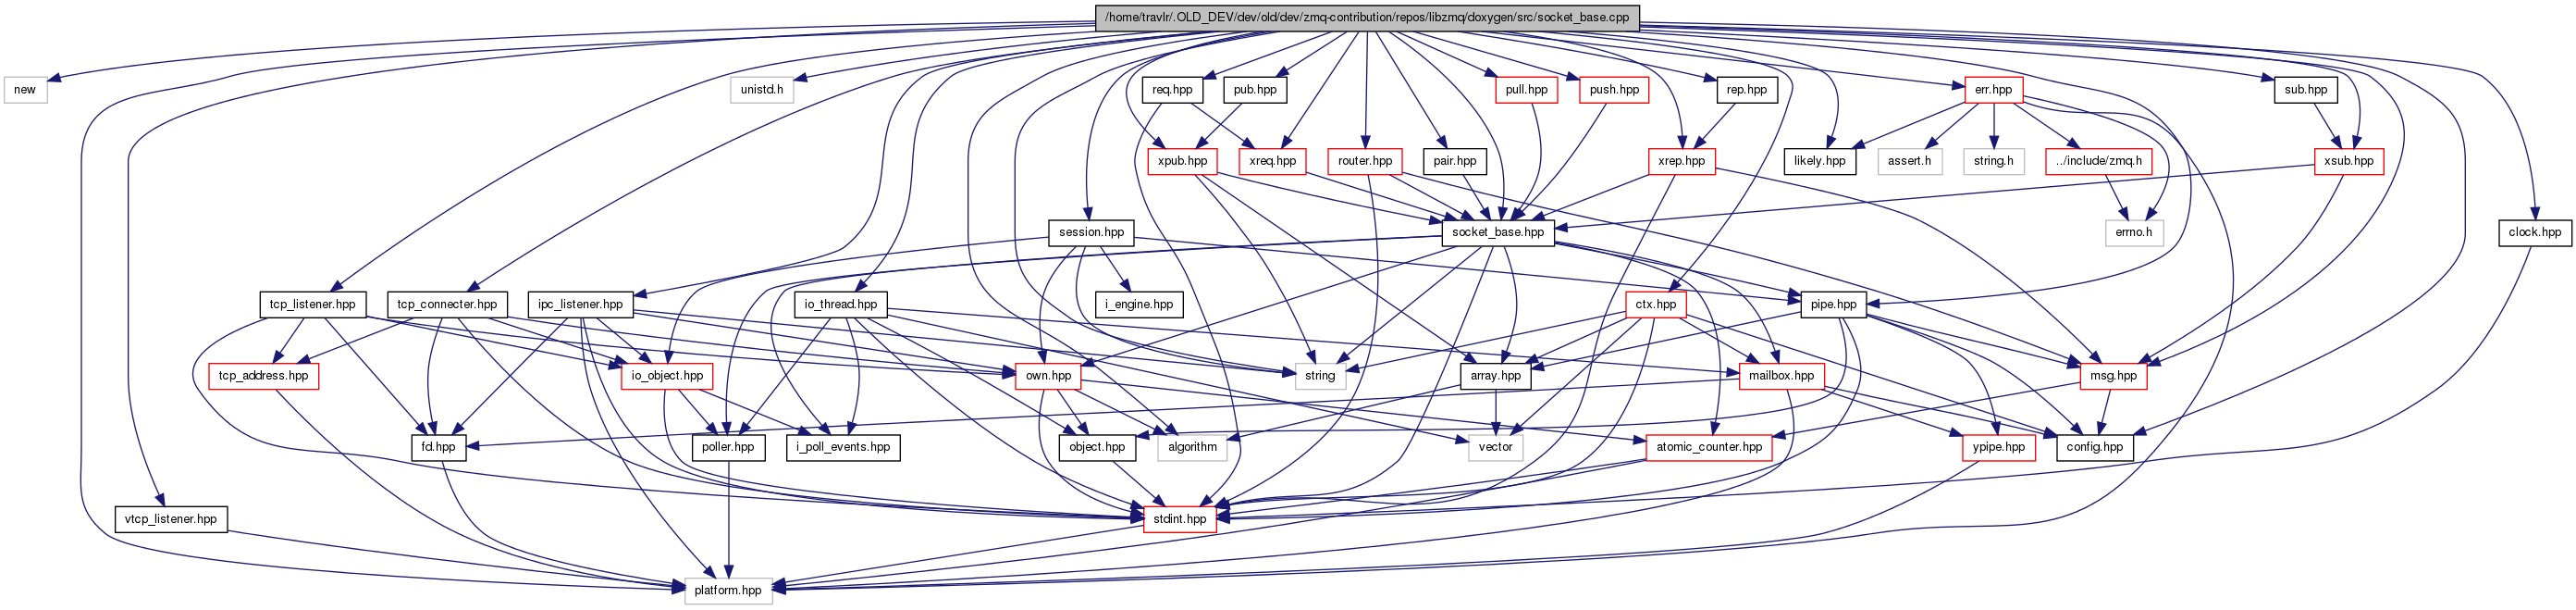 /home/travlr/.OLD_DEV/dev/old/dev/zmq-contribution/repos/libzmq/doxygen/src/socket_base.cpp
new
unistd.h
req.hpp
pub.hpp
pull.hpp
push.hpp
rep.hpp
err.hpp
sub.hpp
xpub.hpp
xreq.hpp
router.hpp
pair.hpp
xrep.hpp
likely.hpp
assert.h
string.h
../include/zmq.h
xsub.hpp
session.hpp
socket_base.hpp
errno.h
clock.hpp
tcp_listener.hpp
tcp_connecter.hpp
ipc_listener.hpp
io_thread.hpp
i_engine.hpp
ctx.hpp
pipe.hpp
tcp_address.hpp
io_object.hpp
own.hpp
string
array.hpp
mailbox.hpp
msg.hpp
fd.hpp
poller.hpp
i_poll_events.hpp
object.hpp
algorithm
vector
atomic_counter.hpp
ypipe.hpp
config.hpp
vtcp_listener.hpp
stdint.hpp
platform.hpp